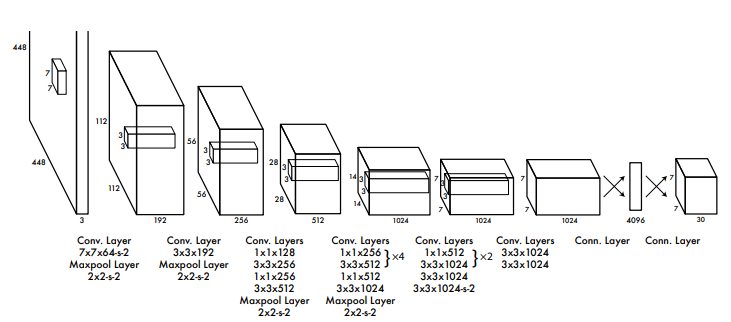 448
448
7
7
3
112
112
3
3
192
56
56
3
3
256
28
28
3
3
512
14
14
3
3
1024
7
7
3
3
1024
7
7
1024
4096
7
7
30
Conv. Layer
7x7x64-s-2
Maxpool Layer
2x2-s-2
Conv. Layer
3x3x192
Maxpool Layer
2x2-s-2
Conv. Layers
1x1x128
3x3x256
1x1x256
3x3x512
Maxpool Layer
2x2-s-2
Conv. Layers
1x1x256
3x3x512
}×4
1x1x512
3x3x1024
Maxpool Layer
2x2-s-2
Conv. Layers
1x1x512
3x3x1024
}×2
3x3x1024
3x3x1024-s-2
Conv. Layers
3x3x1024
3x3x1024
Conn. Layer
Conn. Layer